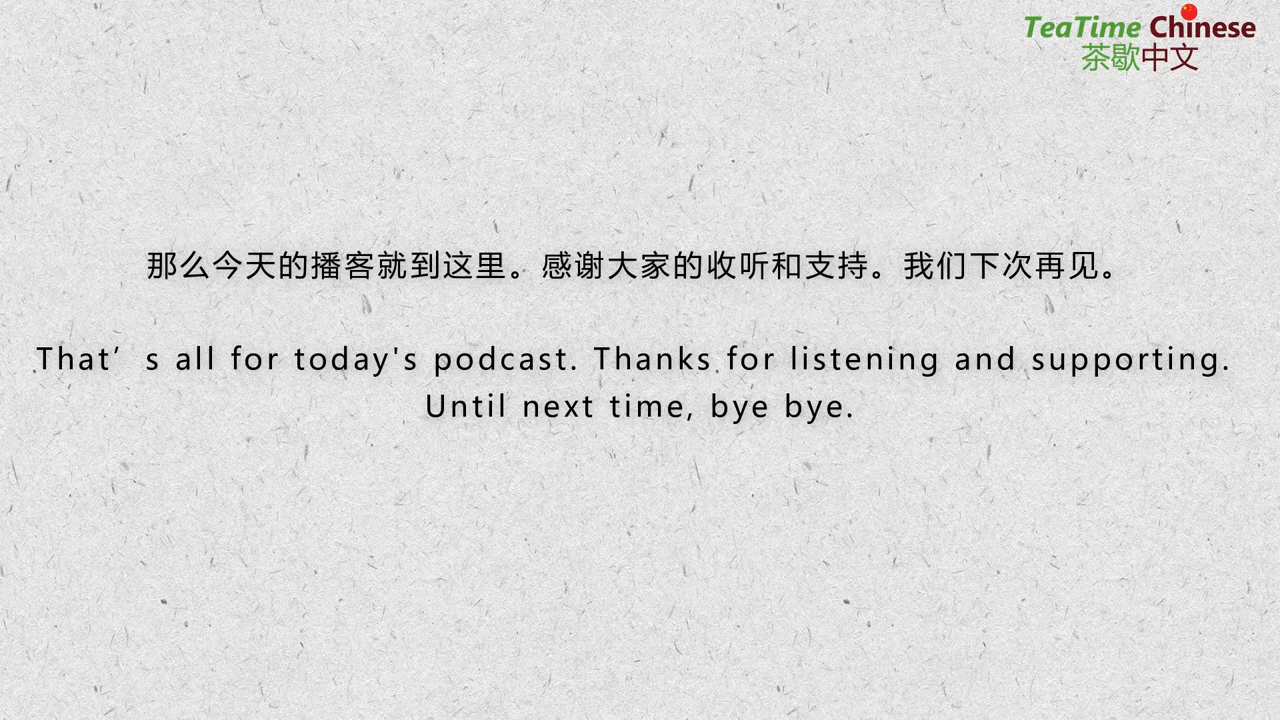 TeaTime Chinese
茶歇中文
那么今天的播客就到这里。感谢大家的收听和支持。我们下次再见。
That’s all for today's podcast. Thanks for listening and supporting.
Until next time, bye bye.